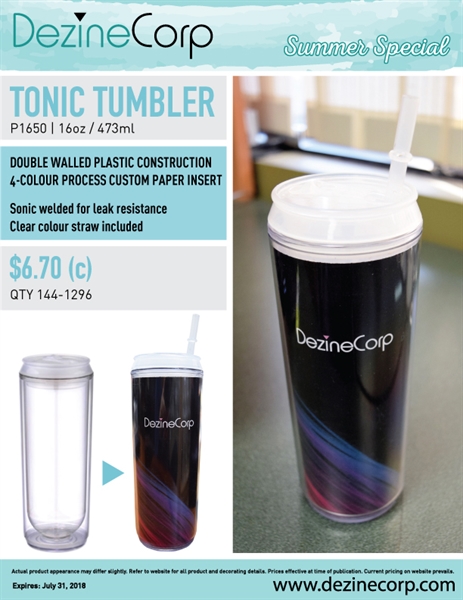 DezineCorp
Summer Special
TONIC TUMBLER
P1650 | 16oz / 473ml
DOUBLE WALLED PLASTIC CONSTRUCTION
4-COLOUR PROCESS CUSTOM PAPER INSERT
Sonic welded for leak resistance
Clear colour straw included
$6.70 (c)
QTY 144-1296
DezineCorp
DezineCorp
Actual product appearance may differ slightly. Refer to website for all product and decorating details. Prices effective at time of publication. Current pricing on website prevails.
Expires: July 31, 2018
www.dezinecorp.com